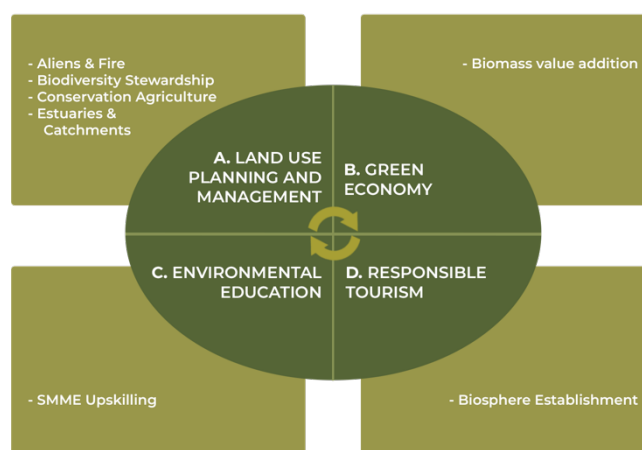 - Aliens & Fire
- Biodiversity Stewardship
- Conservation Agriculture
- Estuaries &
Catchments
- Biomass value addition
A. LAND USE
PLANNING AND
MANAGEMENT
B. GREEN
ECONOMY
C. ENVIRONMENTAL
EDUCATION
D. RESPONSIBLE
TOURISM
- SMME Upskilling
- Biosphere Establishment